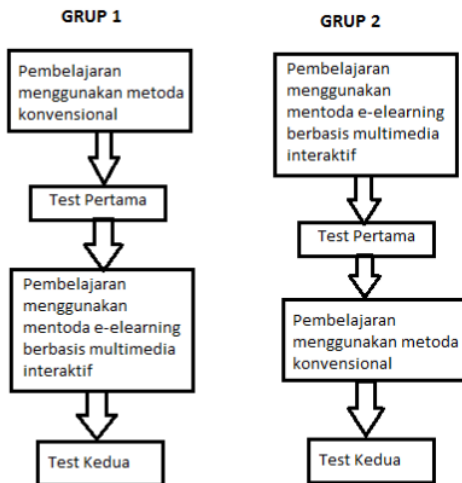 GRUP 1
Pembelajaran
menggunakan metoda
konvensional
Test Pertama
Pembelajaran
menggunakan
mentoda e-elearning
berbasis multimedia
interaktif
Test Kedua
GRUP 2
Pembelajaran
menggunakan
mentoda e-elearning
berbasis multimedia
interaktif
Test Pertama
Pembelajaran
menggunakan metoda
konvensional
Test Kedua